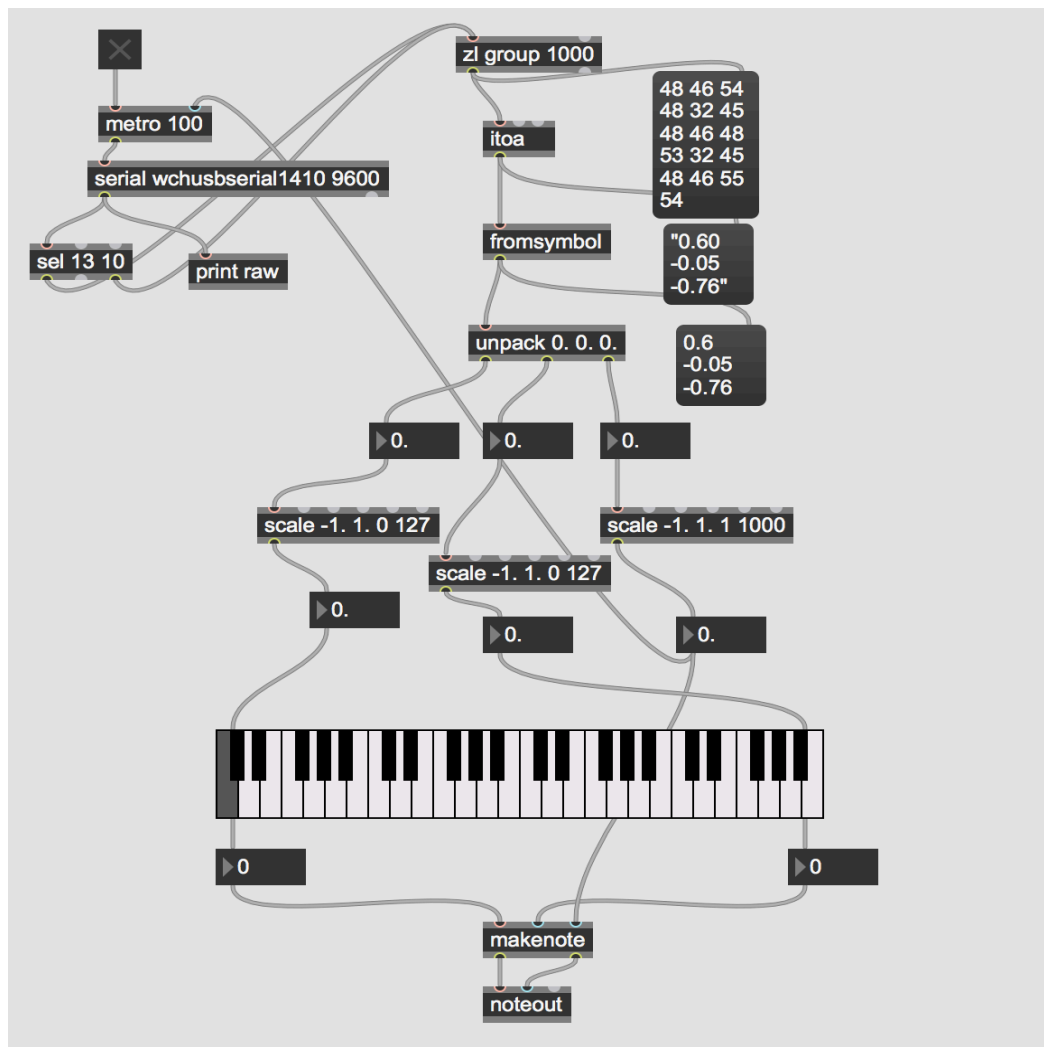 zl group 1000
metro 100
48 46 54
48 32 45
48 46 48
53 32 45
48 46 55
54
itoa
serial wchusbserial1410 9600
sel 13 10
print raw
fromsymbol
"0.60
-0.05
-0.76"
unpack 0. 0. 0.
0.6
-0.05
-0.76
0.
0.
0.
scale -1. 1. 0 127
scale -1. 1. 1 1000
scale -1. 1. 0 127
0.
0.
0.
0
0
makenote
noteout